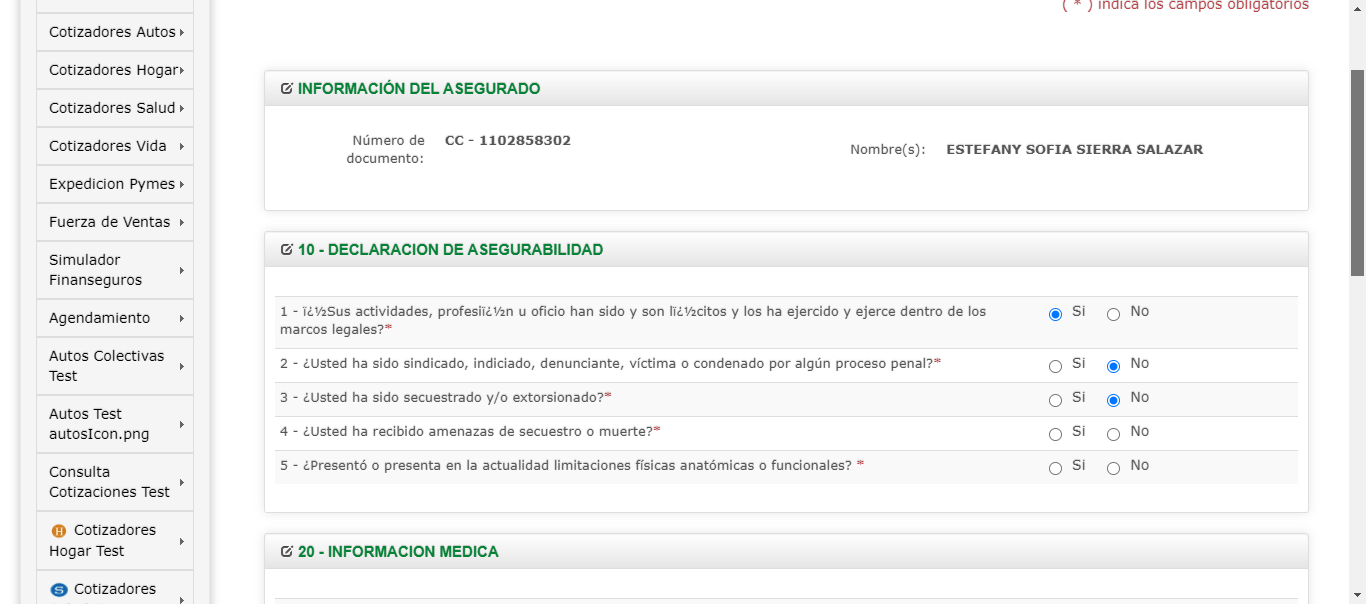 ( * ) indica los campos obligatorios
Cotizadores Autos
Cotizadores Hogar
Cotizadores Salud
Cotizadores Vida
Expedicion Pymes
Fuerza de Ventas
Simulador
Finanseguros
Agendamiento
Autos Colectivas
Test
Autos Test
autosIcon.png
Consulta
Cotizaciones Test
H Cotizadores
Hogar Test
S Cotizadores
INFORMACIÓN DEL ASEGURADO
Número de
documento:
CC - 1102858302
Nombre(s):
ESTEFANY SOFIA SIERRA SALAZAR
10 - DECLARACION DE ASEGURABILIDAD
1 - ï¿½Sus actividades, profesiï¿½n u oficio han sido y son lï¿½citos y los ha ejercido y ejerce dentro de los
marcos legales?*
Si No
2 - ¿Usted ha sido sindicado, indiciado, denunciante, víctima o condenado por algún proceso penal?*
Si No
3 - ¿Usted ha sido secuestrado y/o extorsionado?*
Si No
4 - ¿Usted ha recibido amenazas de secuestro o muerte?*
Si No
5 - ¿Presentó o presenta en la actualidad limitaciones físicas anatómicas o funcionales? *
Si No
20 - INFORMACION MEDICA